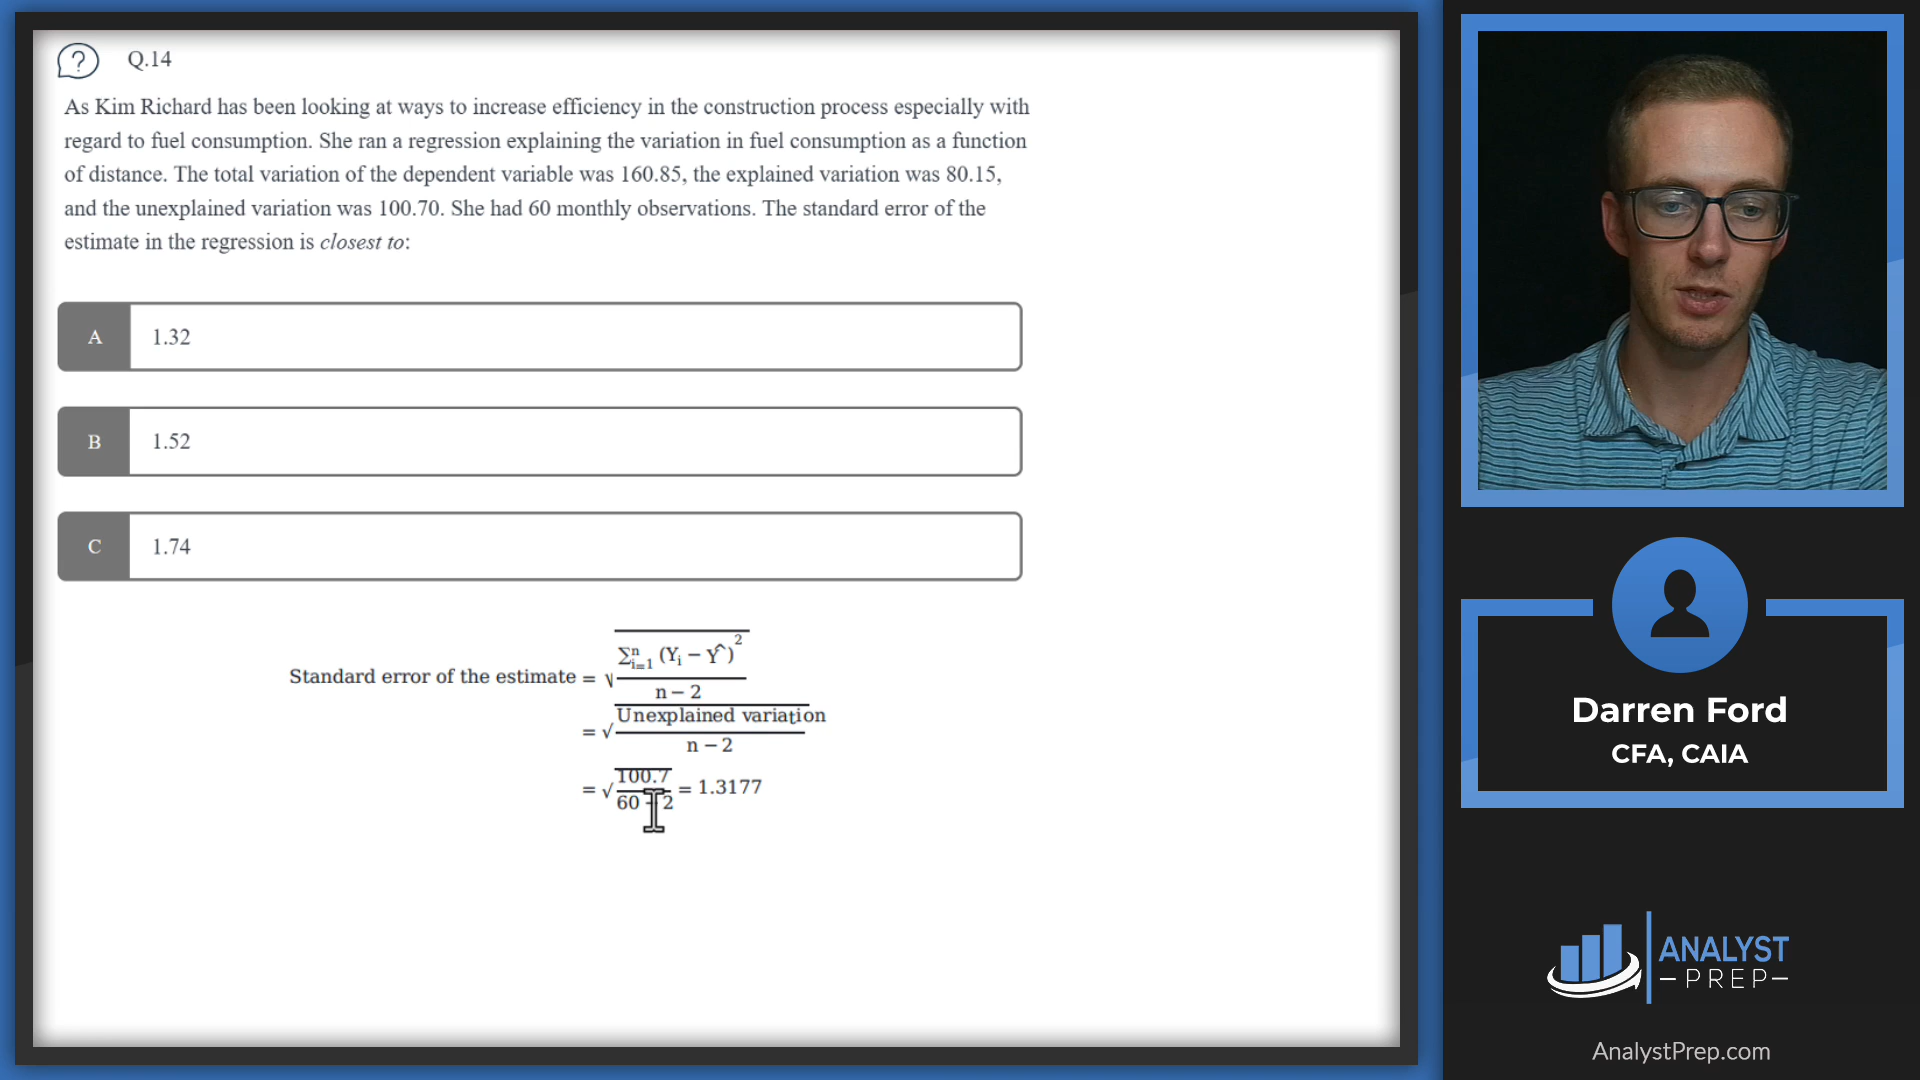 Q.14
As Kim Richard has been looking at ways to increase efficiency in the construction process especially with
regard to fuel consumption. She ran a regression explaining the variation in fuel consumption as a function
of distance. The total variation of the dependent variable was 160.85, the explained variation was 80.15,
and the unexplained variation was 100.70. She had 60 monthly observations. The standard error of the
estimate in the regression is closest to:
A 1.32
B 1.52
C 1.74
Standard error of the estimate = √ Σⁿᵢ₌₁ (Yᵢ − Ŷ)² / n − 2
= √ Unexplained variation / n − 2
= √ 100.7 / 60 − 2 = 1.3177
Darren Ford
CFA, CAIA
ANALYST
PREP
AnalystPrep.com